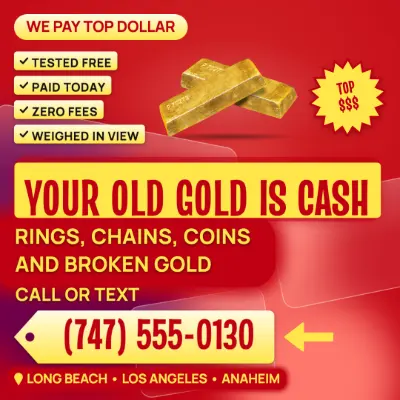 WE PAY TOP DOLLAR
TESTED FREE
PAID TODAY
ZERO FEES
WEIGHED IN VIEW
TOP
$$$
YOUR OLD GOLD IS CASH
RINGS, CHAINS, COINS
AND BROKEN GOLD
CALL OR TEXT
(747) 555-0130
LONG BEACH • LOS ANGELES • ANAHEIM